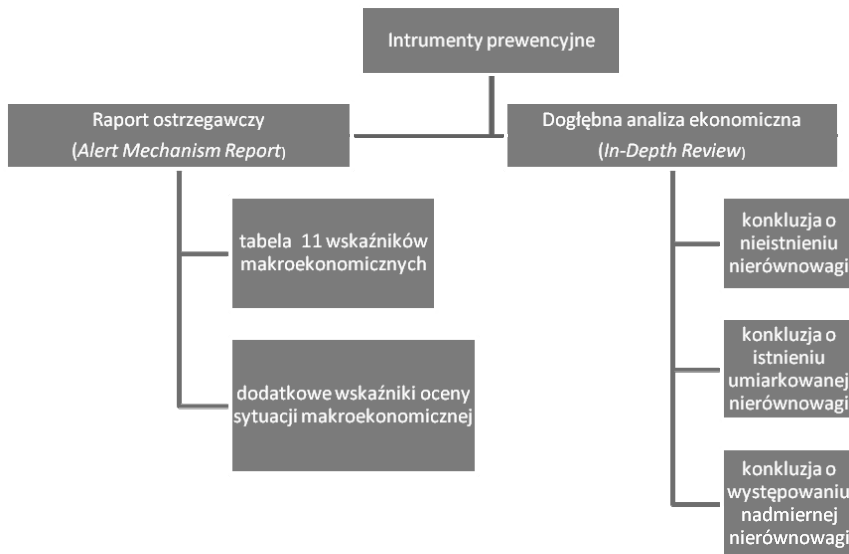 Intrumenty prewencyjne
Raport ostrzegawczy
(Alert Mechanism Report)
tabela 11 wskaźników
makroekonomicznych
dodatkowe wskaźniki oceny
sytuacji makroekonomicznej
Dogłębna analiza ekonomiczna
(In-Depth Review)
konkluzja o
nieistnieniu
nierównowagi
konkluzja o
istnieniu
umiarkowanej
nierównowagi
konkluzja o
występowaniu
nadmiernej
nierównowagi